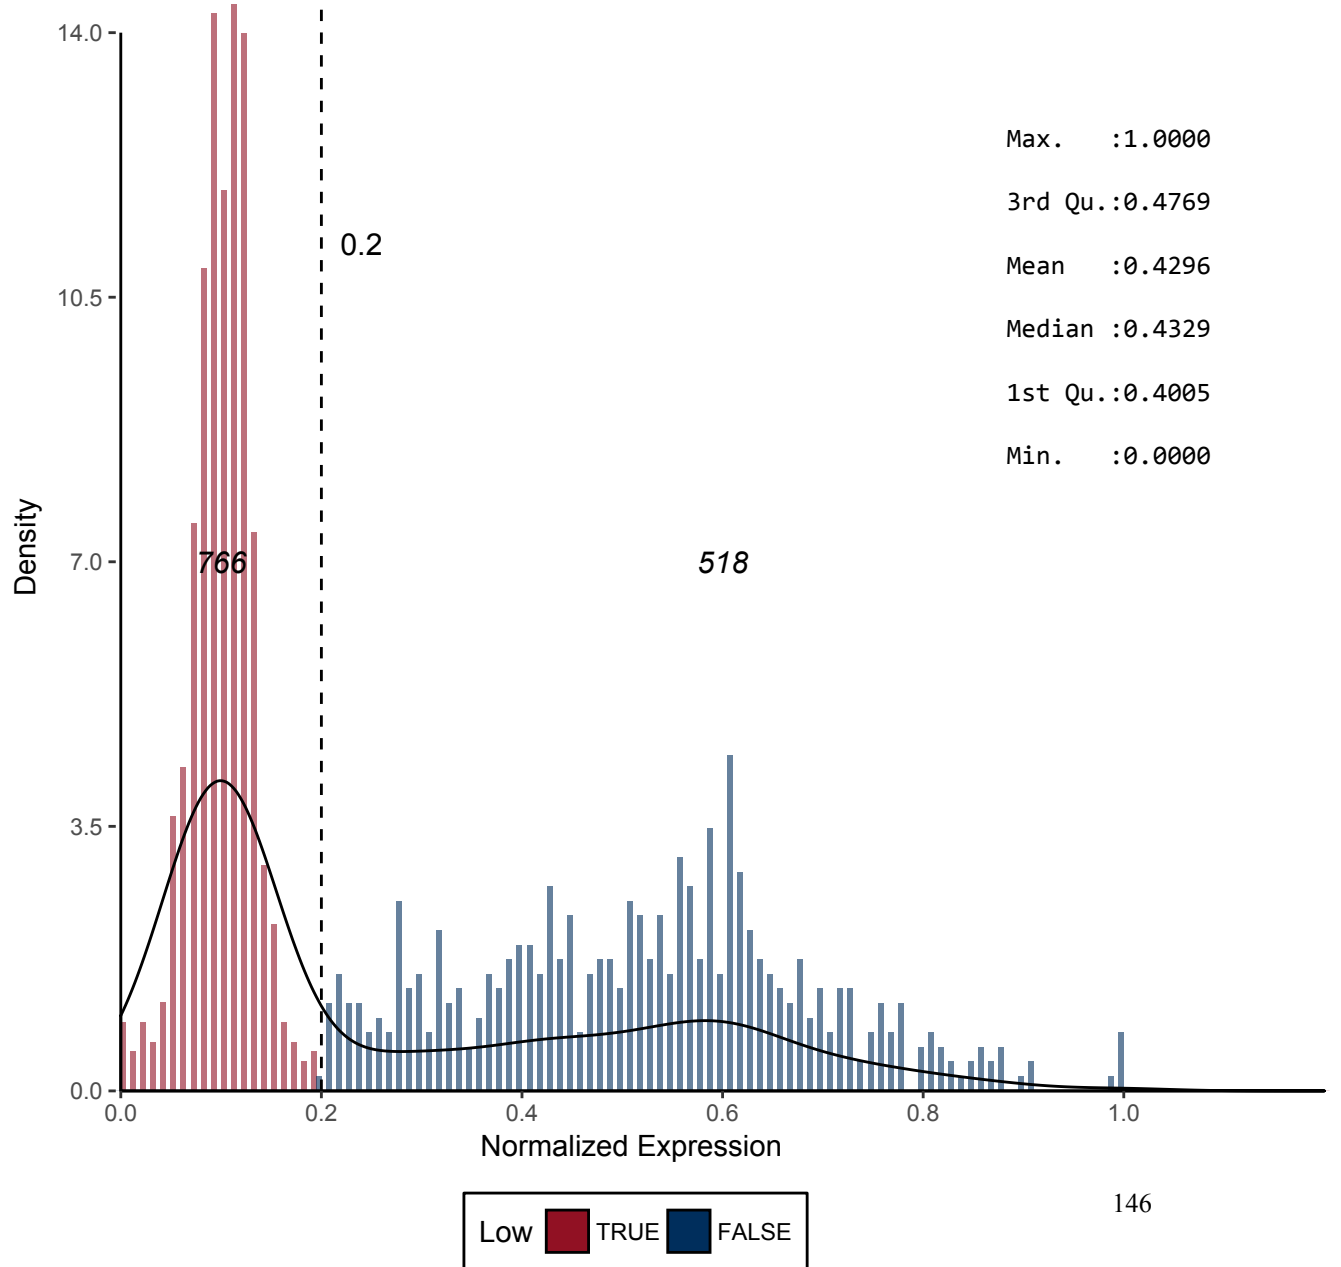 14.0
10.5
7.0
3.5
0.0
Density
0.2
766
518
Max.   :1.0000
3rd Qu.:0.4769
Mean   :0.4296
Median :0.4329
1st Qu.:0.4005
Min.   :0.0000
0.0 0.2 0.4 0.6 0.8 1.0
Normalized Expression
146
Low TRUE FALSE